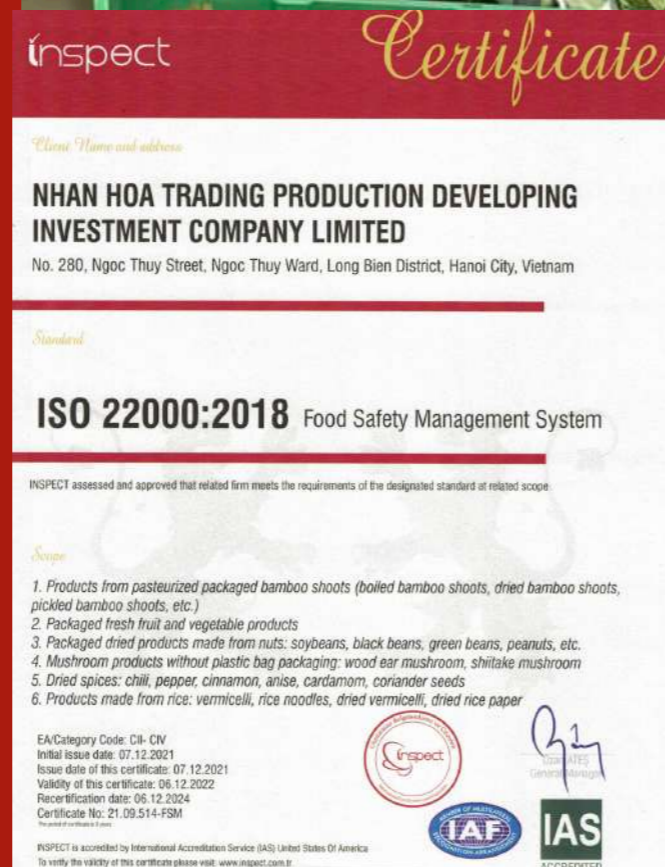 inspect
Certificate
Client Name and address
NHAN HOA TRADING PRODUCTION DEVELOPING
INVESTMENT COMPANY LIMITED
No. 280, Ngoc Thuy Street, Ngoc Thuy Ward, Long Bien District, Hanoi City, Vietnam
Standard
ISO 22000:2018 Food Safety Management System
INSPECT assessed and approved that related firm meets the requirements of the designated standard at related scope
Scope
1. Products from pasteurized packaged bamboo shoots (boiled bamboo shoots, dried bamboo shoots,
pickled bamboo shoots, etc.)
2. Packaged fresh fruit and vegetable products
3. Packaged dried products made from nuts: soybeans, black beans, green beans, peanuts, etc.
4. Mushroom products without plastic bag packaging: wood ear mushroom, shiitake mushroom
5. Dried spices: chili, pepper, cinnamon, anise, cardamom, coriander seeds
6. Products made from rice: vermicelli, rice noodles, dried vermicelli, dried rice paper
EA/Category Code: CII- CIV
Initial issue date: 07.12.2021
Issue date of this certificate: 07.12.2021
Validity of this certificate: 06.12.2022
Recertification date: 06.12.2024
Certificate No: 21.09.514-FSM
inspect
General Manager
IAF
IAS
ACCREDITED
INSPECT is accredited by International Accreditation Service (IAS) United States Of America
To verify the validity of this certificate please visit: www.inspect.com.tr